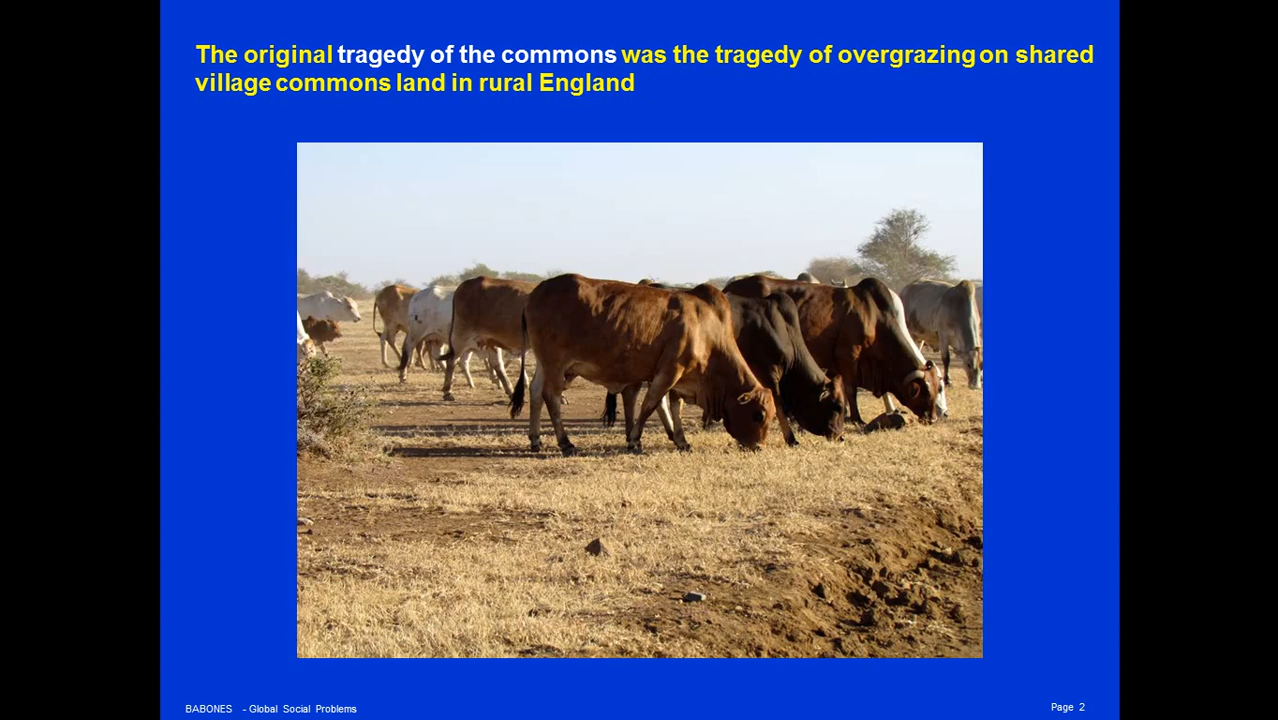 The original tragedy of the commons was the tragedy of overgrazing on shared
village commons land in rural England
BABONES - Global Social Problems
Page 2